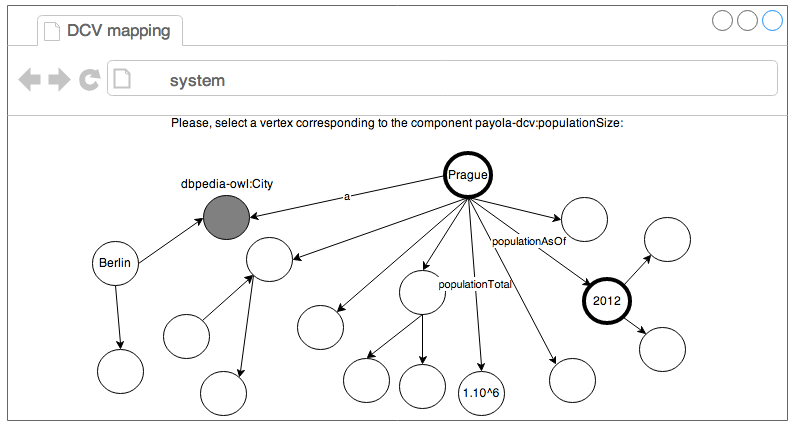 DCV mapping
system
Please, select a vertex corresponding to the component payola-dcv:populationSize:
Prague
dbpedia-owl:City
a
populationAsOf
Berlin
populationTotal
2012
1.10^6